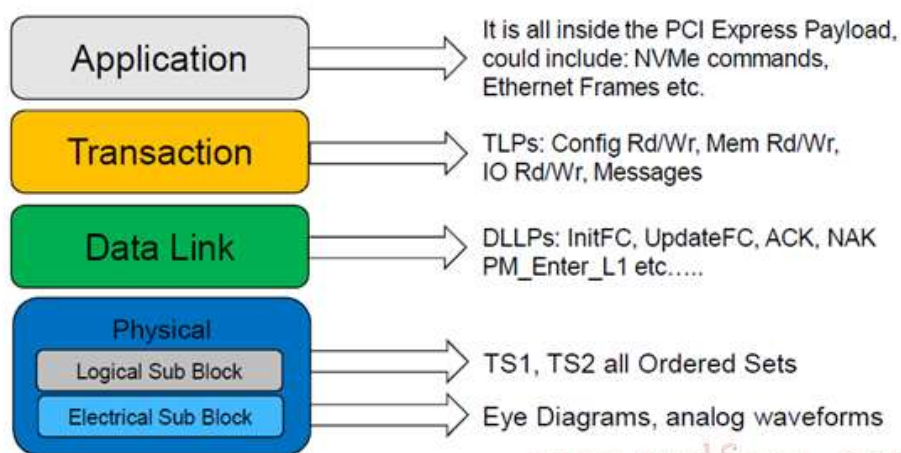 Application
It is all inside the PCI Express Payload,
could include: NVMe commands,
Ethernet Frames etc.
Transaction
TLPs: Config Rd/Wr, Mem Rd/Wr,
IO Rd/Wr, Messages
Data Link
DLLPs: InitFC, UpdateFC, ACK, NAK
PM_Enter_L1 etc.....
Physical
Logical Sub Block
TS1, TS2 all Ordered Sets
Electrical Sub Block
Eye Diagrams, analog waveforms